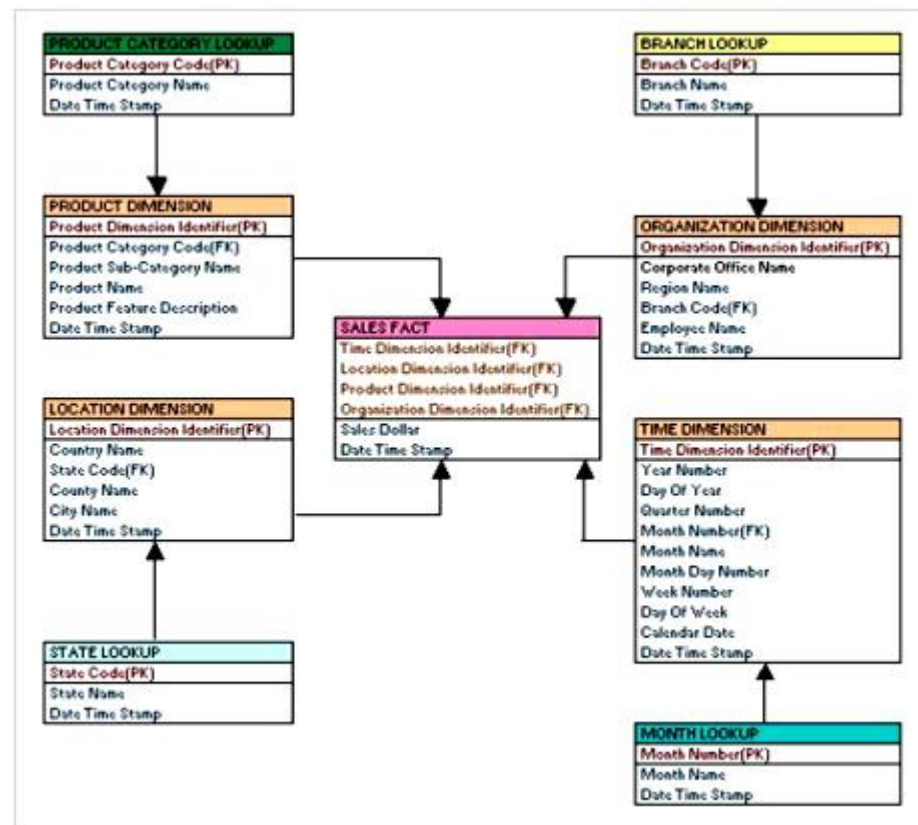 PRODUCT CATEGORY LOOKUP
Product Category Code(PK)
Product Category Name
Date Time Stamp
BRANCH LOOKUP
Branch Code(PK)
Branch Name
Date Time Stamp
PRODUCT DIMENSION
Product Dimension Identifier(PK)
Product Category Code(FK)
Product Sub-Category Name
Product Name
Product Feature Description
Date Time Stamp
ORGANIZATION DIMENSION
Organization Dimension Identifier(PK)
Corporate Office Name
Region Name
Branch Code(FK)
Employee Name
Date Time Stamp
SALES FACT
Time Dimension Identifier(FK)
Location Dimension Identifier(FK)
Product Dimension Identifier(FK)
Organization Dimension Identifier(FK)
Sales Dollar
Date Time Stamp
LOCATION DIMENSION
Location Dimension Identifier(PK)
Country Name
State Code(FK)
County Name
City Name
Date Time Stamp
TIME DIMENSION
Time Dimension Identifier(PK)
Year Number
Day Of Year
Quarter Number
Month Number(FK)
Month Name
Month Day Number
Week Number
Day Of Week
Calendar Date
Date Time Stamp
STATE LOOKUP
State Code(PK)
State Name
Date Time Stamp
MONTH LOOKUP
Month Number(PK)
Month Name
Date Time Stamp